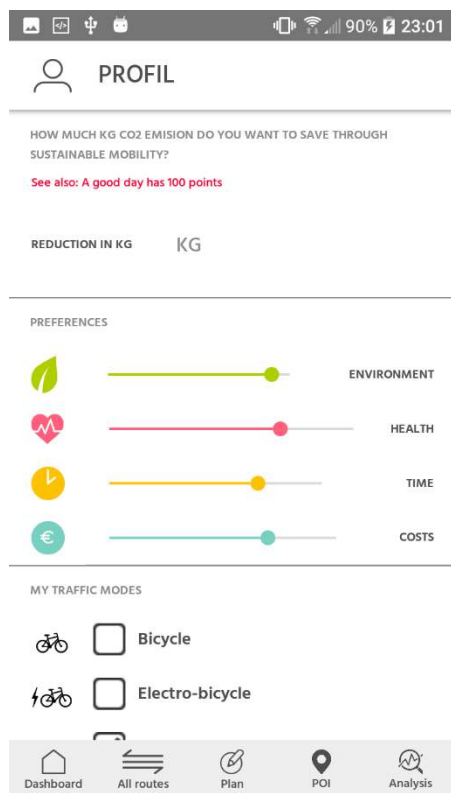 90% 23:01
PROFIL
HOW MUCH KG CO2 EMISION DO YOU WANT TO SAVE THROUGH
SUSTAINABLE MOBILITY?
See also: A good day has 100 points
REDUCTION IN KG KG
PREFERENCES
ENVIRONMENT
HEALTH
TIME
€ COSTS
MY TRAFFIC MODES
Bicycle
Electro-bicycle
Dashboard All routes Plan POI Analysis